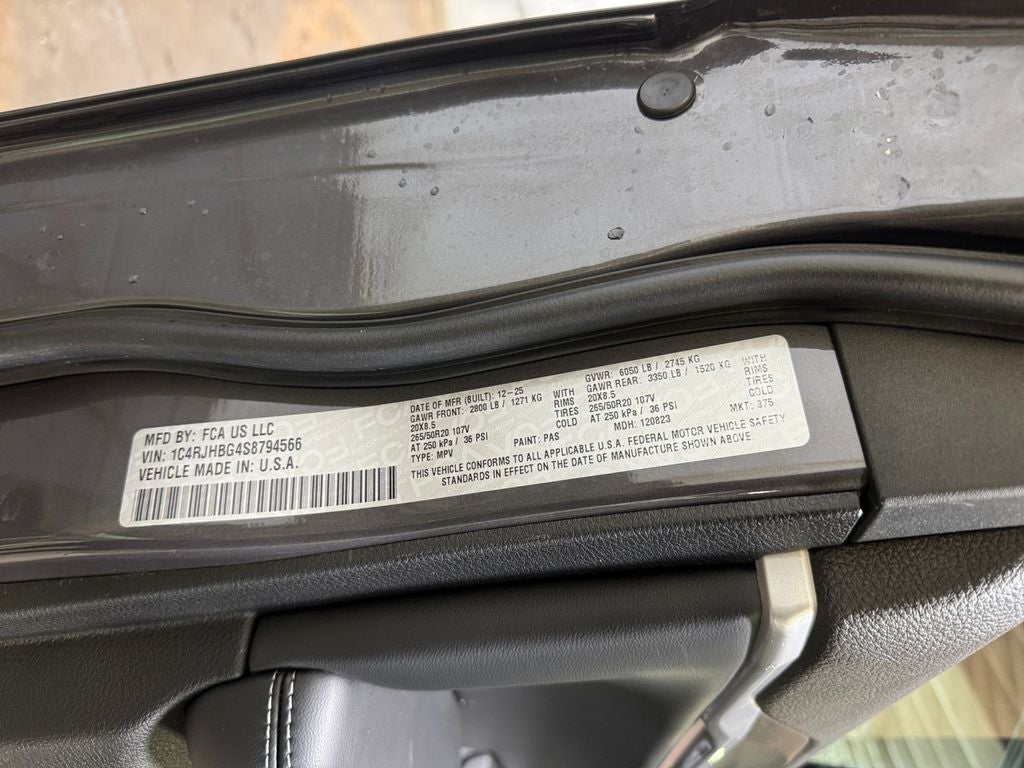 MFD BY: FCA US LLC
VIN: 1C4RJHBG4S8794566
VEHICLE MADE IN: U.S.A.
DATE OF MFR (BUILT): 12-25
GVWR: 6050 LB / 2745 KG
GAWR FRONT: 2800 LB / 1271 KG WITH
GAWR REAR: 3350 LB / 1520 KG WITH
20X8.5 RIMS
20X8.5 RIMS
265/50R20 107V TIRES
265/50R20 107V TIRES
AT 250 kPa / 36 PSI COLD
AT 250 kPa / 36 PSI COLD
TYPE: MPV PAINT: PAS MDH: 120823 MKT: 375
THIS VEHICLE CONFORMS TO ALL APPLICABLE U.S.A. FEDERAL MOTOR VEHICLE SAFETY
STANDARDS IN EFFECT ON THE DATE OF MANUFACTURE SHOWN ABOVE.